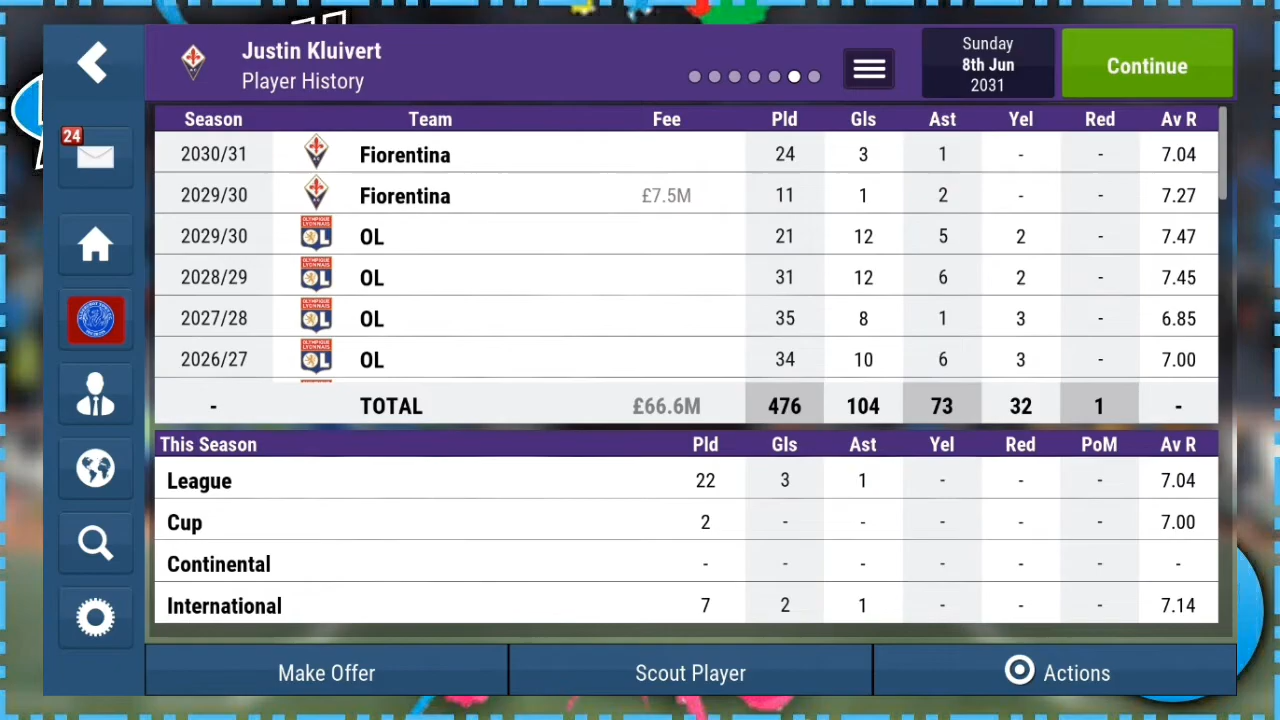 Justin Kluivert
Player History
Sunday
8th Jun
2031
Continue
24
Season Team Fee Pld Gls Ast Yel Red Av R
2030/31 Fiorentina 24 3 1 - - 7.04
2029/30 Fiorentina £7.5M 11 1 2 - - 7.27
2029/30 OL 21 12 5 2 - 7.47
2028/29 OL 31 12 6 2 - 7.45
2027/28 OL 35 8 1 3 - 6.85
2026/27 OL 34 10 6 3 - 7.00
- TOTAL £66.6M 476 104 73 32 1 -
This Season Pld Gls Ast Yel Red PoM Av R
League 22 3 1 - - - 7.04
Cup 2 - - - - - 7.00
Continental - - - - - - -
International 7 2 1 - - - 7.14
Make Offer Scout Player Actions